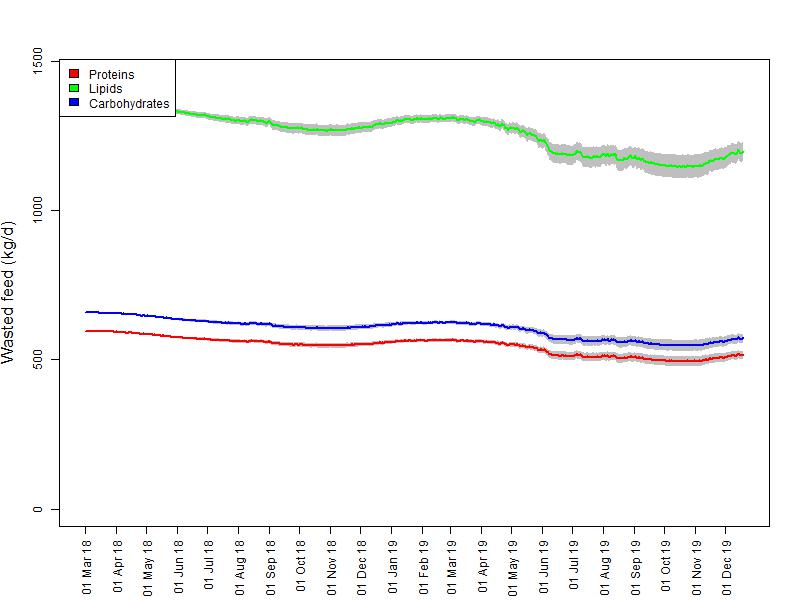 Proteins
Lipids
Carbohydrates
Wasted feed (kg/d)
1500
1000
500
0
01 Mar 18
01 Apr 18
01 May 18
01 Jun 18
01 Jul 18
01 Aug 18
01 Sep 18
01 Oct 18
01 Nov 18
01 Dec 18
01 Jan 19
01 Feb 19
01 Mar 19
01 Apr 19
01 May 19
01 Jun 19
01 Jul 19
01 Aug 19
01 Sep 19
01 Oct 19
01 Nov 19
01 Dec 19